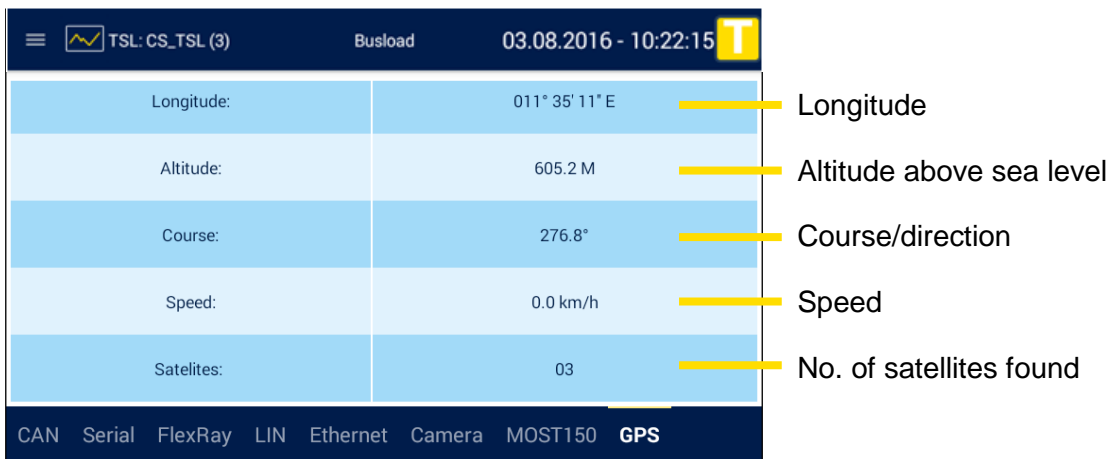 TSL: CS_TSL (3) Busload 03.08.2016 - 10:22:15 T
Longitude: 011° 35' 11" E Longitude
Altitude: 605.2 M Altitude above sea level
Course: 276.8° Course/direction
Speed: 0.0 km/h Speed
Satelites: 03 No. of satellites found
CAN Serial FlexRay LIN Ethernet Camera MOST150 GPS